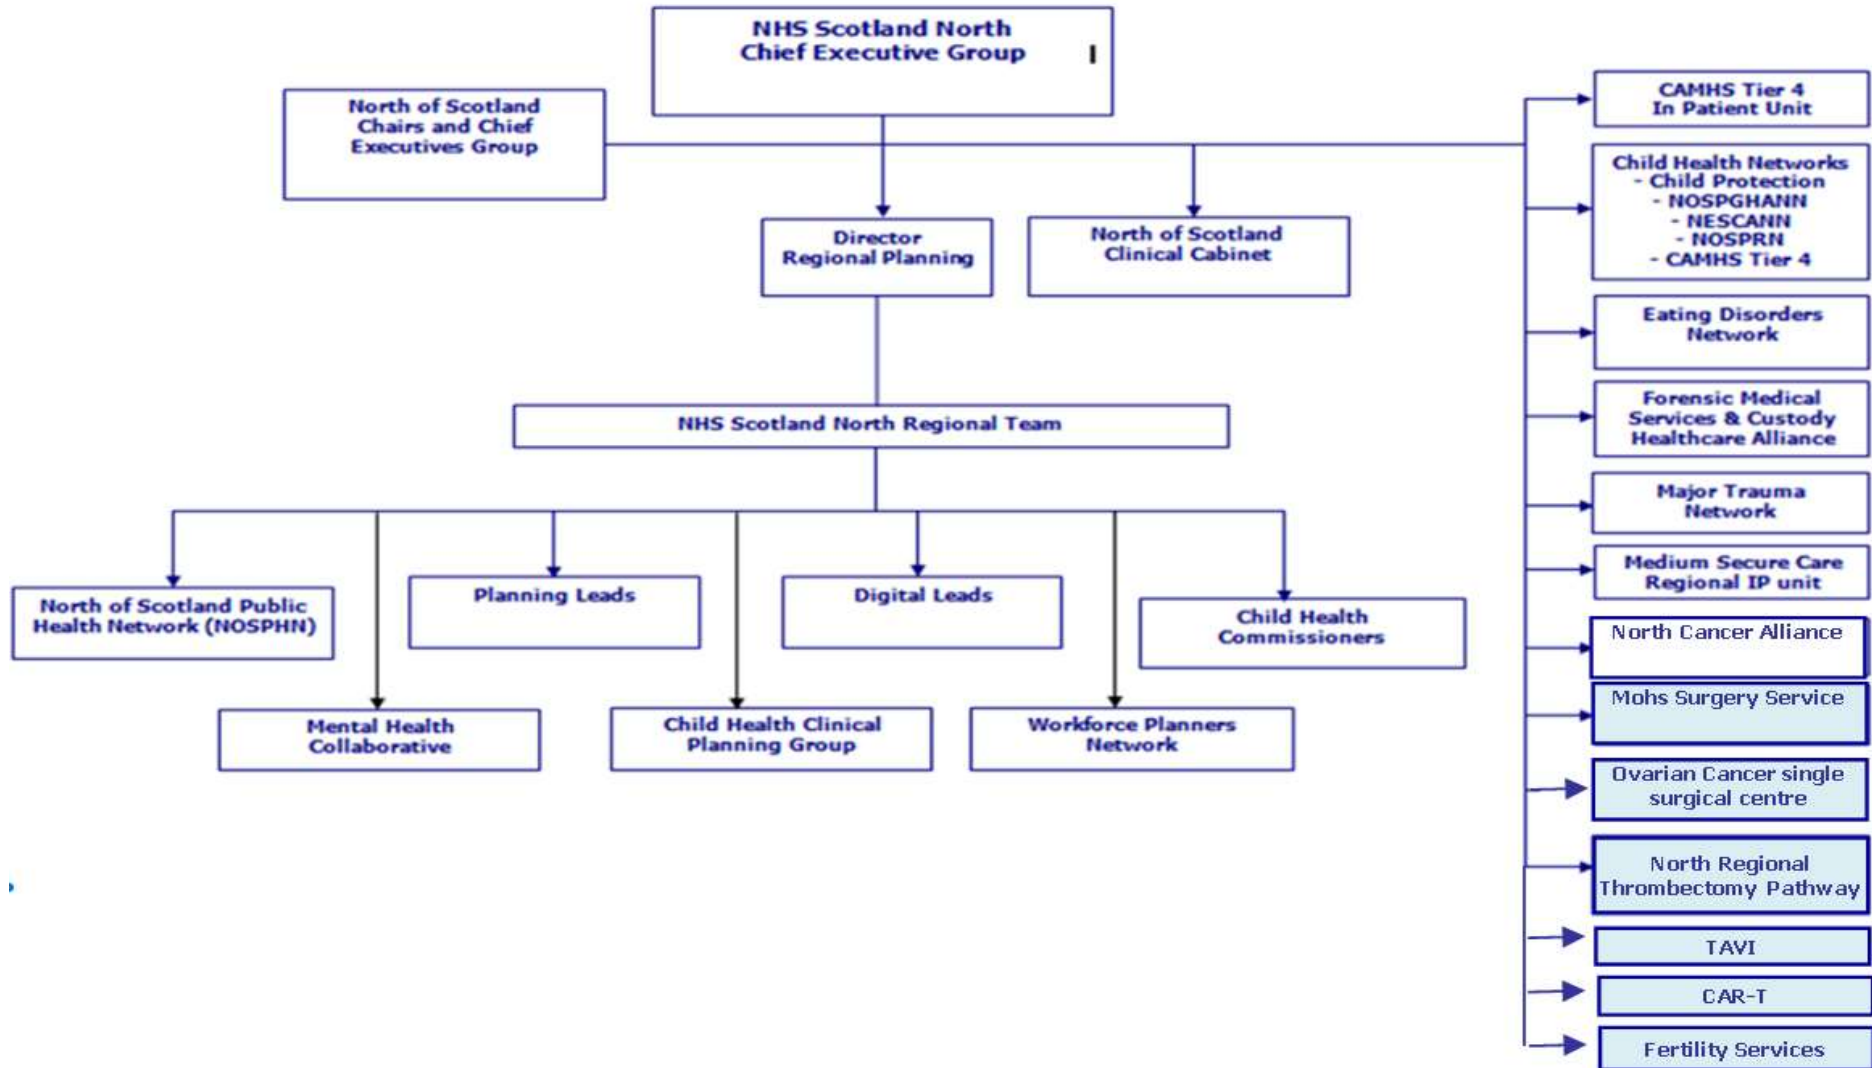 NHS Scotland North
Chief Executive Group
North of Scotland
Chairs and Chief
Executives Group
Director
Regional Planning
North of Scotland
Clinical Cabinet
NHS Scotland North Regional Team
North of Scotland Public
Health Network (NOSPHN)
Planning Leads
Digital Leads
Child Health
Commissioners
Mental Health
Collaborative
Child Health Clinical
Planning Group
Workforce Planners
Network
CAMHS Tier 4
In Patient Unit
Child Health Networks
- Child Protection
- NOSPGHANN
- NESCANN
- NOSPRN
- CAMHS Tier 4
Eating Disorders
Network
Forensic Medical
Services & Custody
Healthcare Alliance
Major Trauma
Network
Medium Secure Care
Regional IP unit
North Cancer Alliance
Mohs Surgery Service
Ovarian Cancer single
surgical centre
North Regional
Thrombectomy Pathway
TAVI
CAR-T
Fertility Services